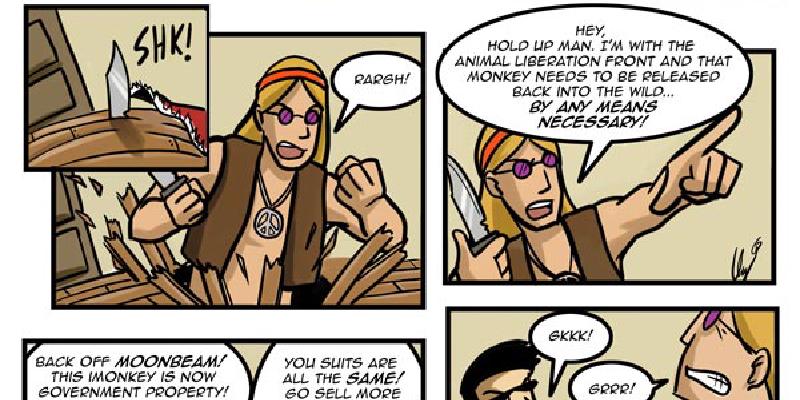 SHK!
RARGH!
HEY,
HOLD UP MAN. I'M WITH THE
ANIMAL LIBERATION FRONT AND THAT
MONKEY NEEDS TO BE RELEASED
BACK INTO THE WILD...
BY ANY MEANS
NECESSARY!
BACK OFF MOONBEAM!
THIS MONKEY IS NOW
GOVERNMENT PROPERTY!
YOU SUITS ARE
ALL THE SAME!
GO SELL MORE
GKKK!
GRRR!